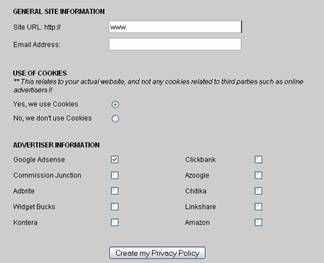 GENERAL SITE INFORMATION
Site URL: http:// www.
Email Address:
USE OF COOKIES
** This relates to your actual website, and not any cookies related to third parties such as online
advertisers !!
Yes, we use Cookies
No, we don't use Cookies
ADVERTISER INFORMATION
Google Adsense Clickbank
Commission Junction Azoogle
Adbrite Chitika
Widget Bucks Linkshare
Kontera Amazon
Create my Privacy Policy